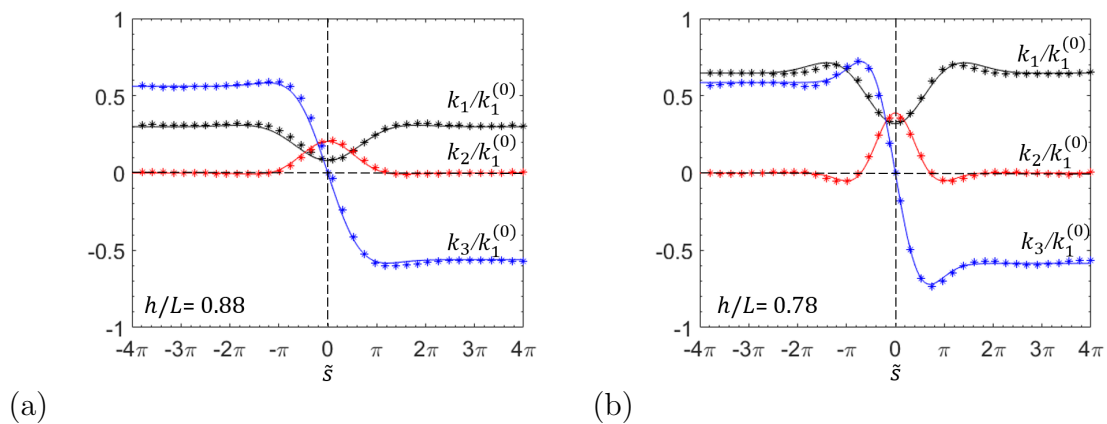 1
0.5
0
-0.5
-1
-4π -3π -2π -π 0 π 2π 3π 4π
s̃
k₁/k₁⁽⁰⁾
k₂/k₁⁽⁰⁾
k₃/k₁⁽⁰⁾
h/L= 0.88
(a)
1
0.5
0
-0.5
-1
-4π -3π -2π -π 0 π 2π 3π 4π
s̃
k₁/k₁⁽⁰⁾
k₂/k₁⁽⁰⁾
k₃/k₁⁽⁰⁾
h/L= 0.78
(b)